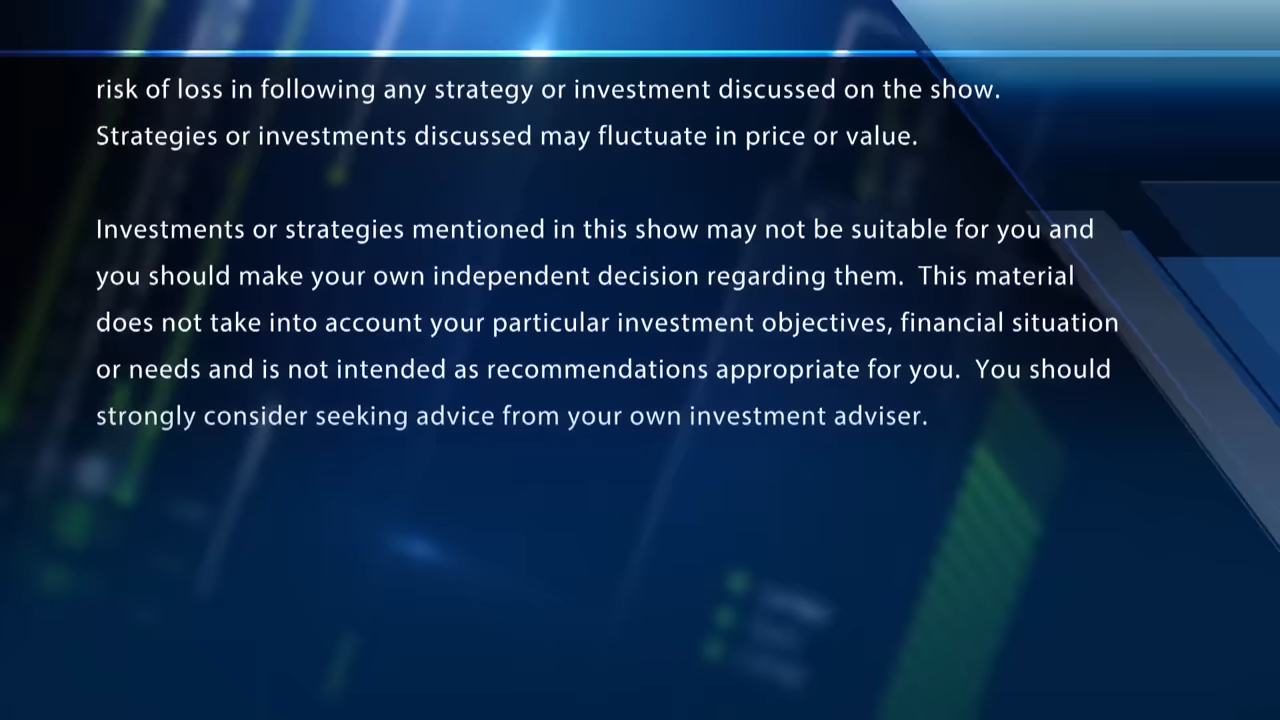 risk of loss in following any strategy or investment discussed on the show.
Strategies or investments discussed may fluctuate in price or value.
Investments or strategies mentioned in this show may not be suitable for you and
you should make your own independent decision regarding them.  This material
does not take into account your particular investment objectives, financial situation
or needs and is not intended as recommendations appropriate for you.  You should
strongly consider seeking advice from your own investment adviser.